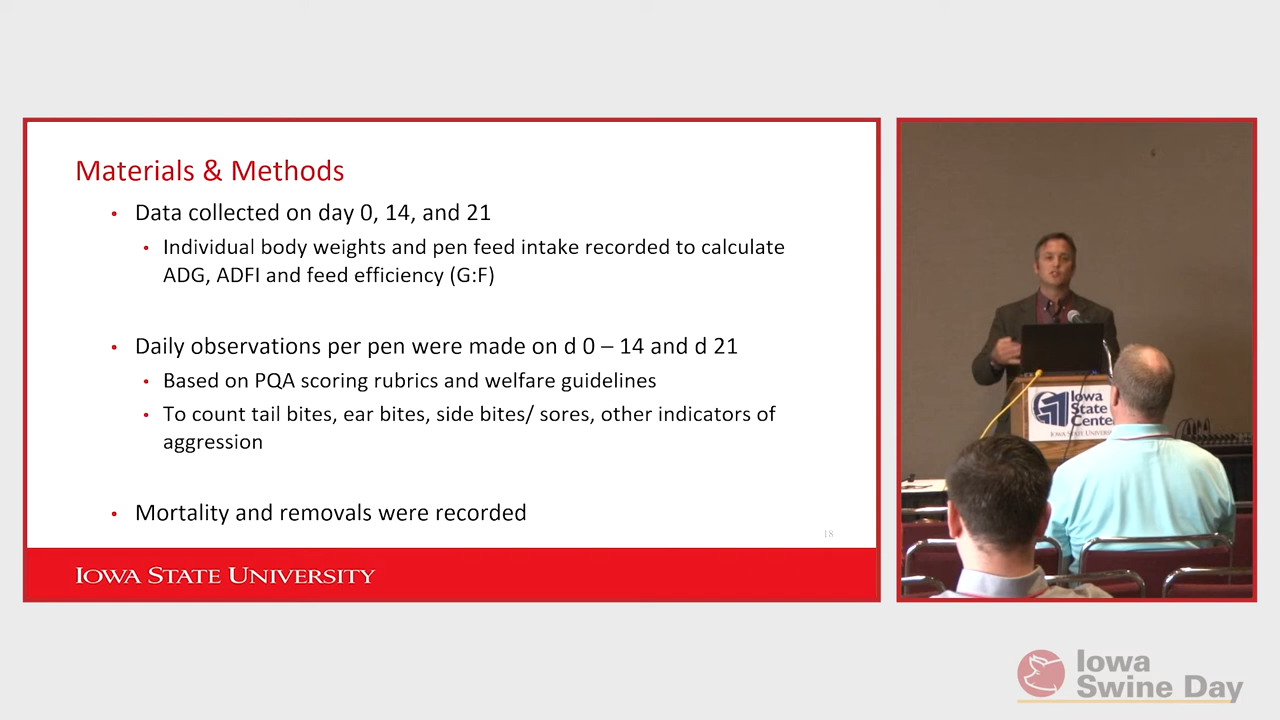 Materials & Methods
• Data collected on day 0, 14, and 21
• Individual body weights and pen feed intake recorded to calculate
ADG, ADFI and feed efficiency (G:F)
• Daily observations per pen were made on d 0 – 14 and d 21
• Based on PQA scoring rubrics and welfare guidelines
• To count tail bites, ear bites, side bites/ sores, other indicators of
aggression
• Mortality and removals were recorded
18
IOWA STATE UNIVERSITY
Iowa
State
Center
Iowa
Swine Day